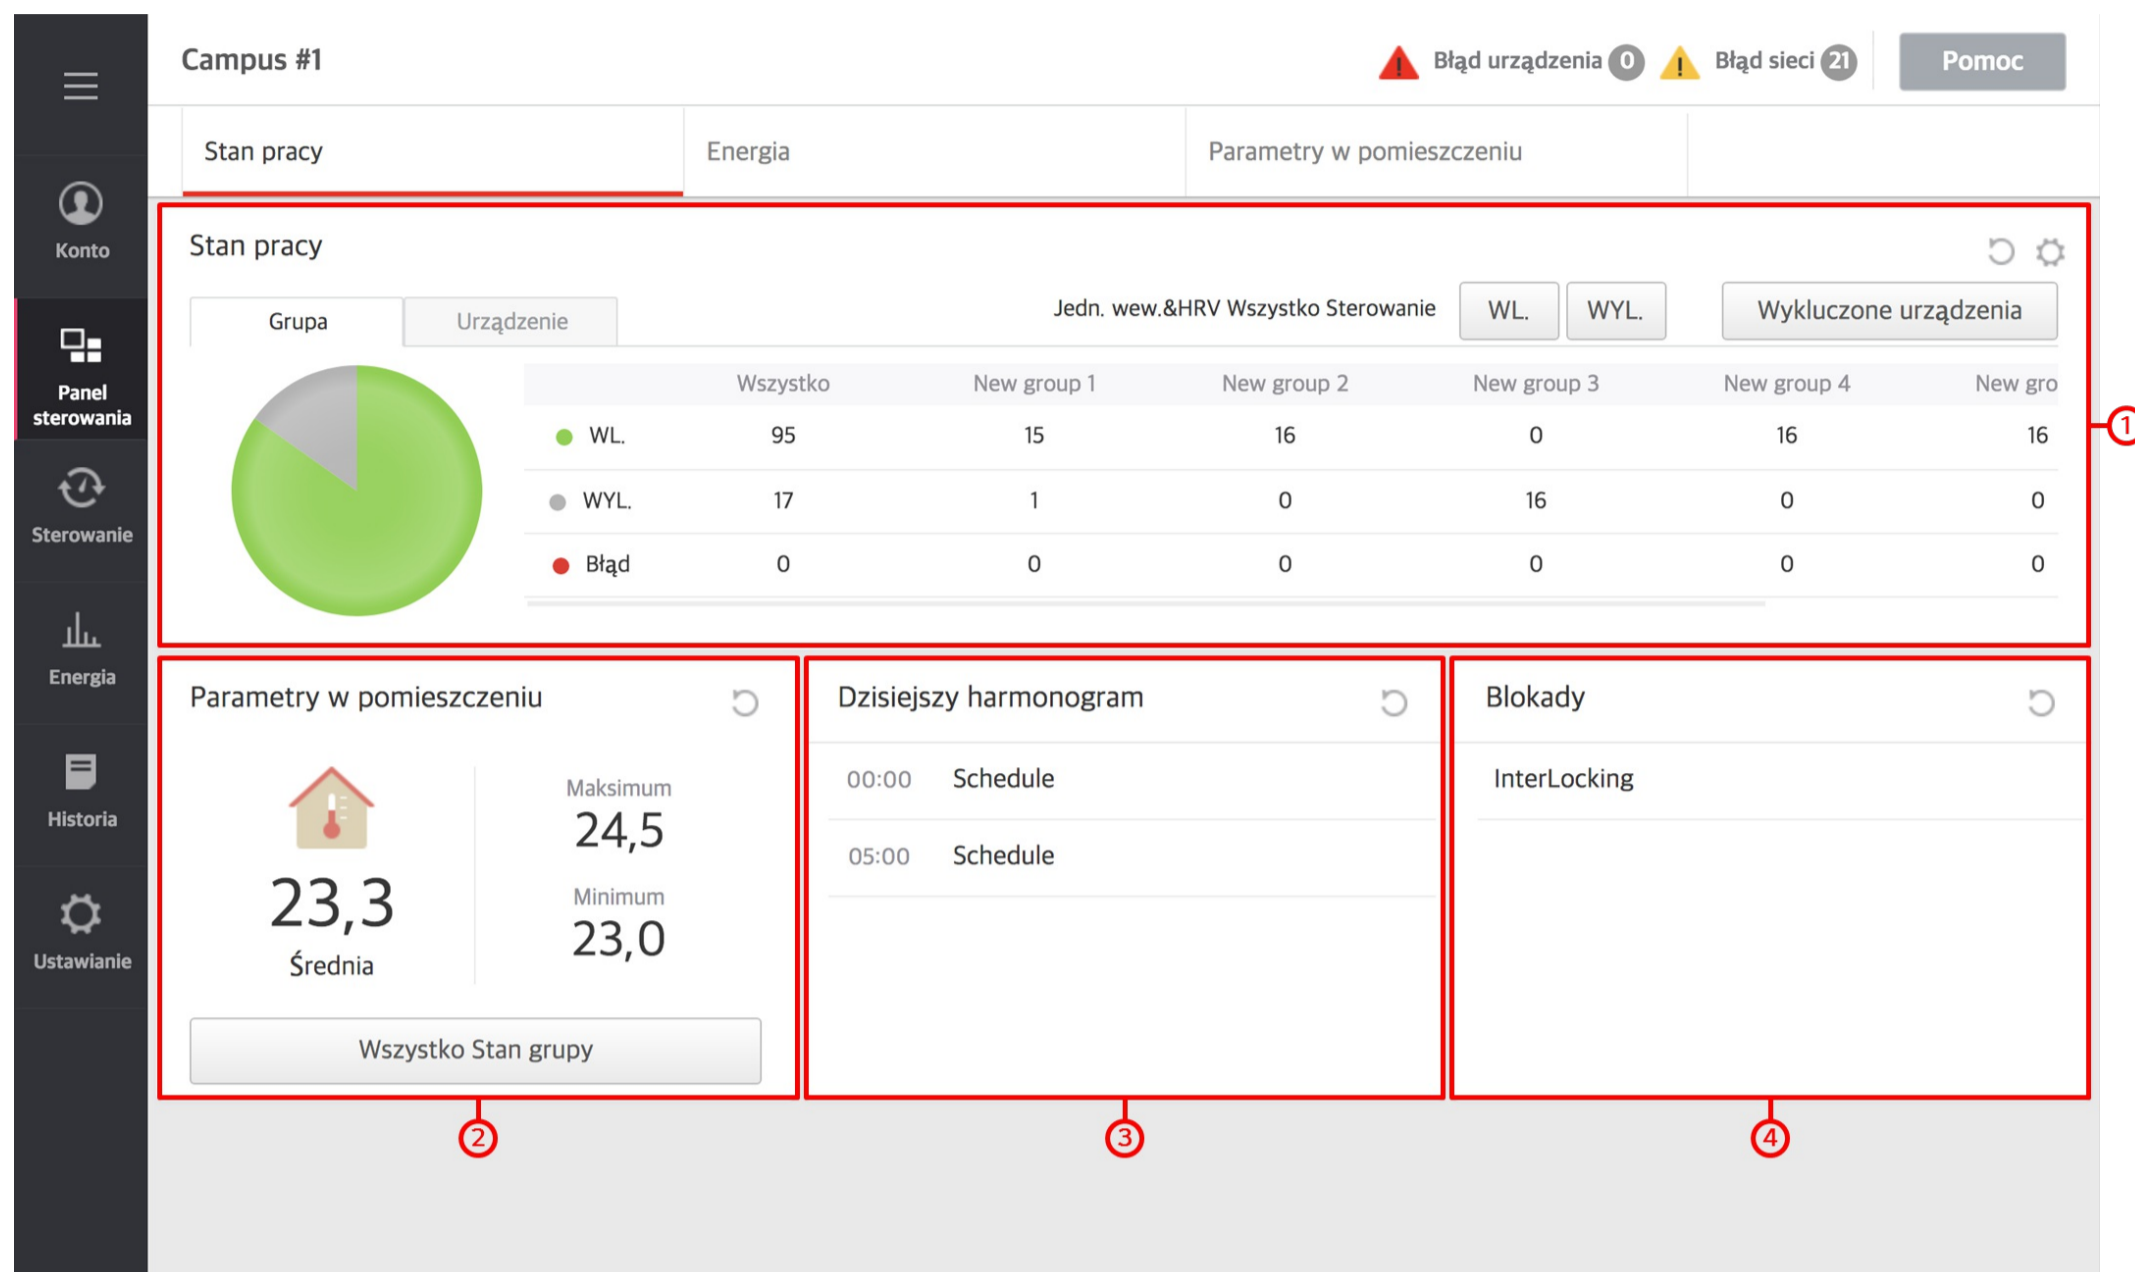 Campus #1
Błąd urządzenia 0
Błąd sieci 21
Pomoc
Konto
Panel
sterowania
Sterowanie
Energia
Historia
Ustawianie
Stan pracy
Energia
Parametry w pomieszczeniu
Stan pracy
Grupa
Urządzenie
Jedn. wew.&HRV Wszystko Sterowanie
WL.
WYL.
Wykluczone urządzenia
Wszystko New group 1 New group 2 New group 3 New group 4 New gro
WL. 95 15 16 0 16 16
WYL. 17 1 0 16 0 0
Błąd 0 0 0 0 0 0
1
Parametry w pomieszczeniu
23,3
Średnia
Maksimum
24,5
Minimum
23,0
Wszystko Stan grupy
2
Dzisiejszy harmonogram
00:00 Schedule
05:00 Schedule
3
Blokady
InterLocking
4